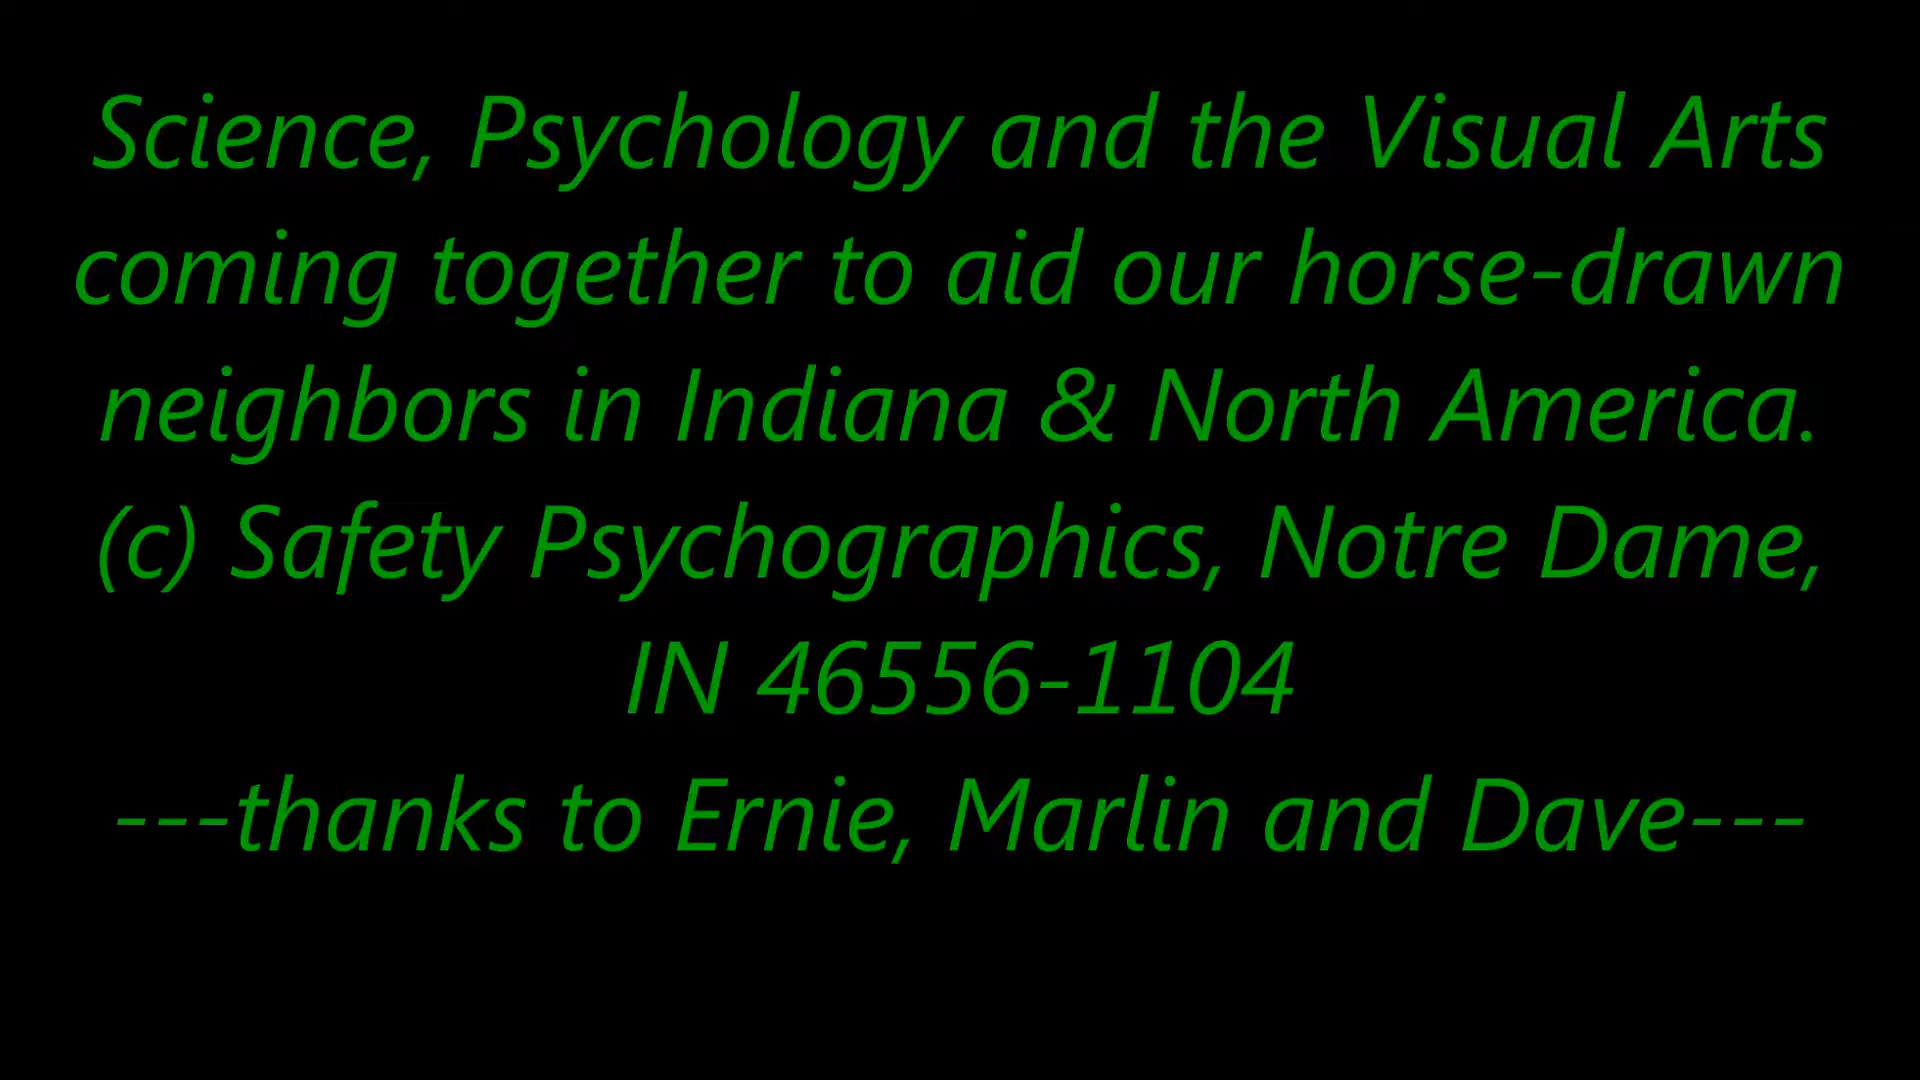 Science, Psychology and the Visual Arts
coming together to aid our horse-drawn
neighbors in Indiana & North America.
(c) Safety Psychographics, Notre Dame,
IN 46556-1104
---thanks to Ernie, Marlin and Dave---